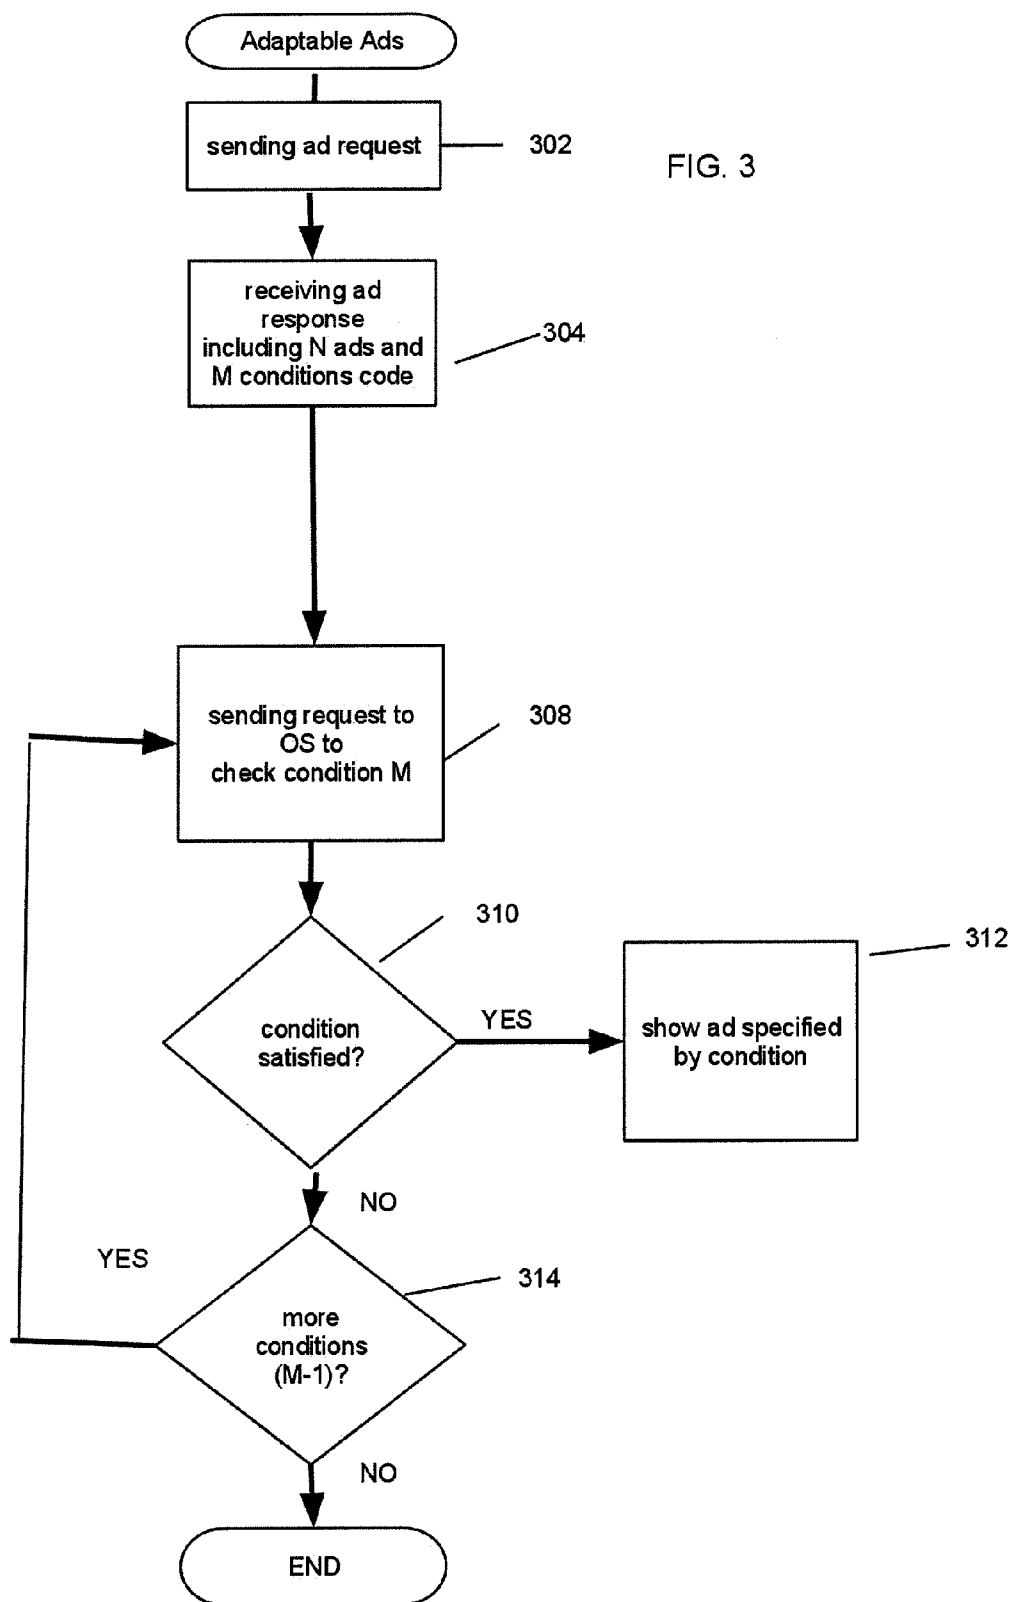 Adaptable Ads
sending ad request
302
FIG. 3
receiving ad
response
including N ads and
M conditions code
304
sending request to
OS to
check condition M
308
310
condition
satisfied?
YES
312
show ad specified
by condition
NO
YES
314
more
conditions
(M-1)?
NO
END